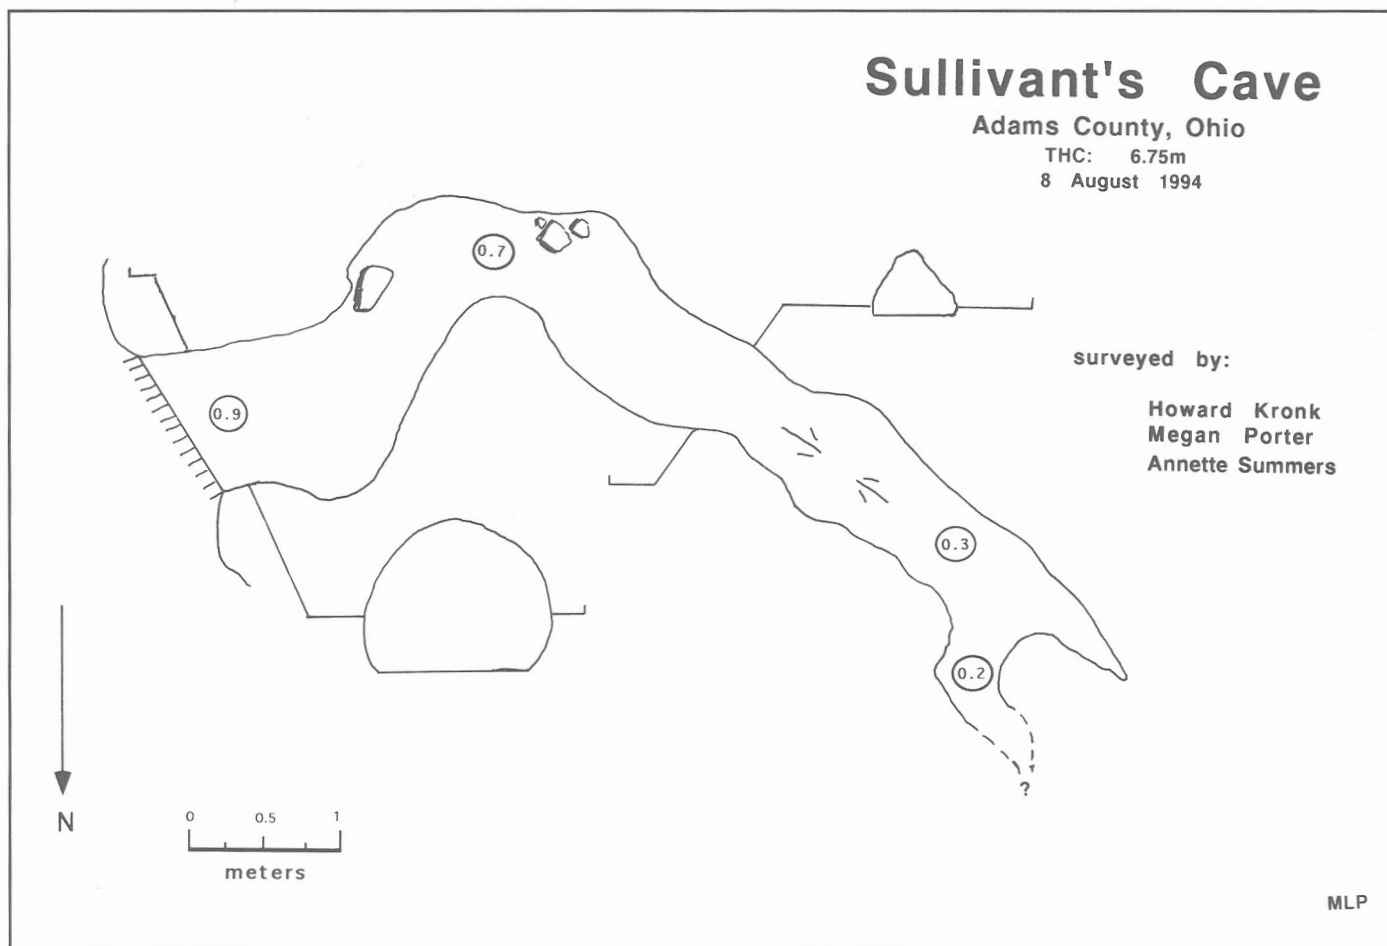 Sullivant's Cave
Adams County, Ohio
THC: 6.75m
8 August 1994
0.7
surveyed by:
0.9
Howard Kronk
Megan Porter
Annette Summers
0.3
0.2
?
N
0 0.5 1
meters
MLP